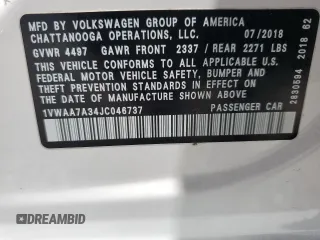 MFD BY VOLKSWAGEN GROUP OF AMERICA
CHATTANOOGA OPERATIONS, LLC. 07/2018
GVWR 4497 GAWR FRONT 2337 / REAR 2271 LBS
THIS VEHICLE CONFORMS TO ALL APPLICABLE U.S.
FEDERAL MOTOR VEHICLE SAFETY, BUMPER AND
THEFT PREVENTION STANDARDS IN EFFECT ON THE
DATE OF MANUFACTURE SHOWN ABOVE.
1VWAA7A34JC046737 PASSENGER CAR
2830594 2018 62
DREAMBID